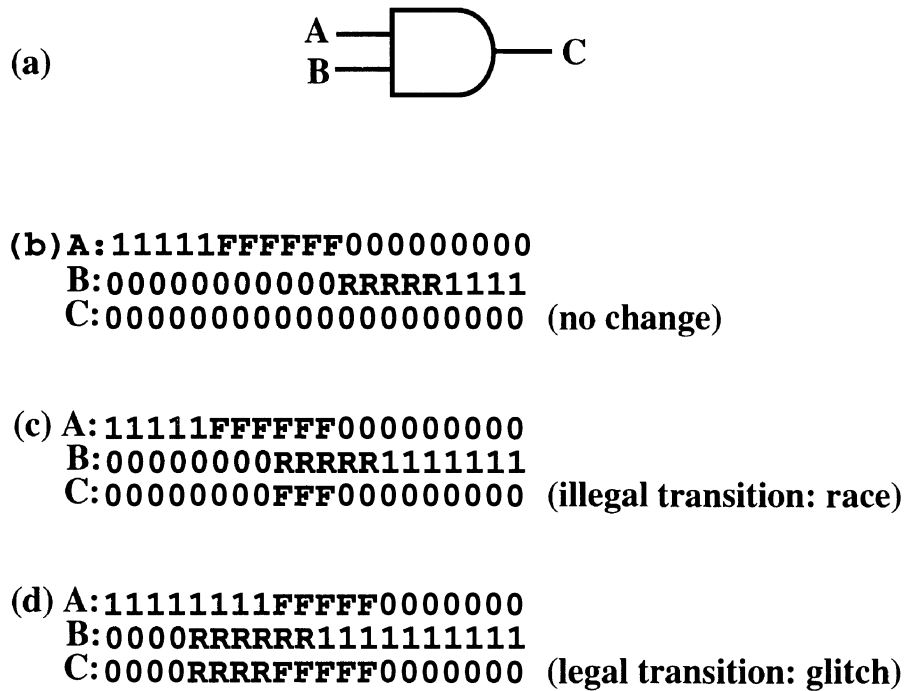 (a)
A
B
C
(b) A:11111FFFFFF000000000
B:00000000000RRRRR1111
C:00000000000000000000 (no change)
(c) A:11111FFFFFF000000000
B:00000000RRRRR1111111
C:00000000FFF000000000 (illegal transition: race)
(d) A:11111111FFFFF0000000
B:0000RRRRRR1111111111
C:0000RRRRFFFFF0000000 (legal transition: glitch)